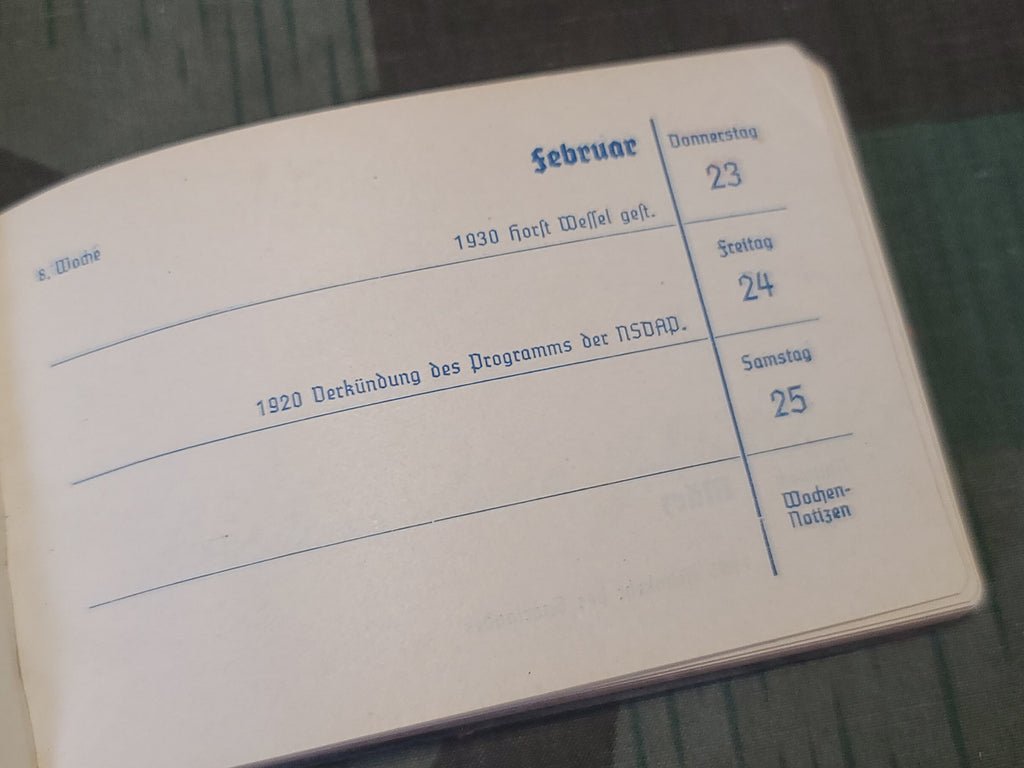 Februar
8. Woche
Donnerstag
23
1930 Horst Wessel gest.
Freitag
24
1920 Verkündung des Programms der NSDAP.
Samstag
25
Wochen-
Notizen